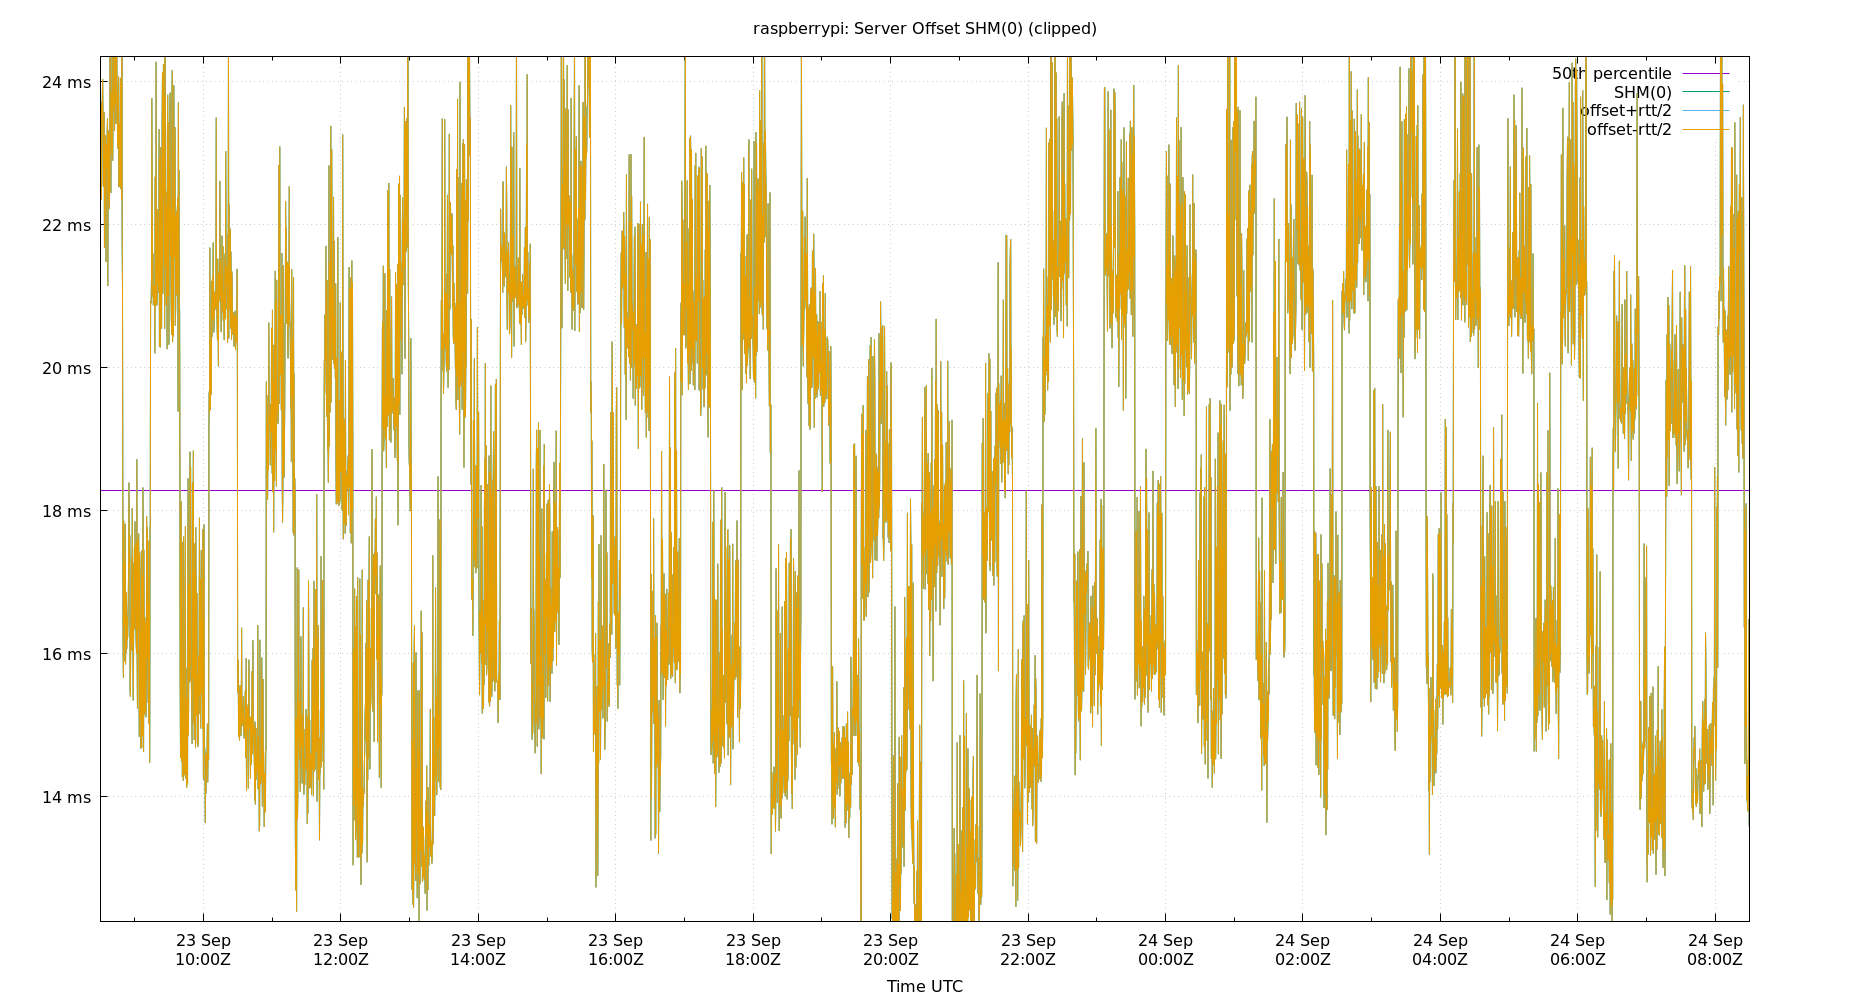 raspberrypi: Server Offset SHM(0) (clipped)
24 ms
22 ms
20 ms
18 ms
16 ms
14 ms
50th percentile
SHM(0)
offset+rtt/2
offset-rtt/2
23 Sep 23 Sep 23 Sep 23 Sep 23 Sep 23 Sep 23 Sep 24 Sep 24 Sep 24 Sep 24 Sep 24 Sep
10:00Z 12:00Z 14:00Z 16:00Z 18:00Z 20:00Z 22:00Z 00:00Z 02:00Z 04:00Z 06:00Z 08:00Z
Time UTC